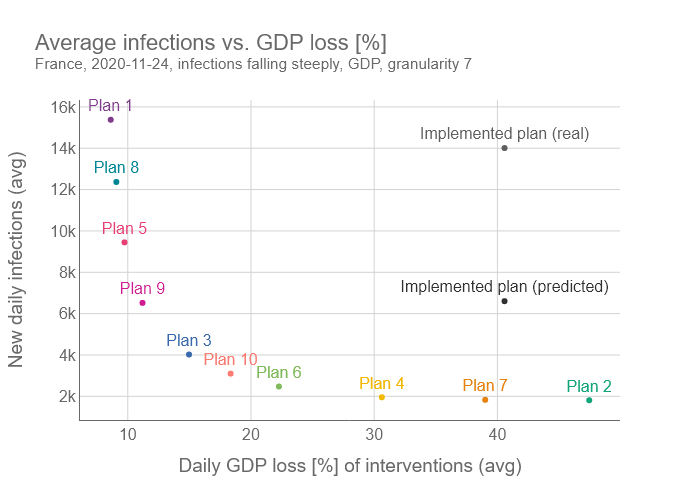 Average infections vs. GDP loss [%]
France, 2020-11-24, infections falling steeply, GDP, granularity 7
New daily infections (avg)
16k
14k
12k
10k
8k
6k
4k
2k
Plan 1
Implemented plan (real)
Plan 8
Plan 5
Plan 9
Implemented plan (predicted)
Plan 3
Plan 10
Plan 6
Plan 4
Plan 7
Plan 2
10
20
30
40
Daily GDP loss [%] of interventions (avg)